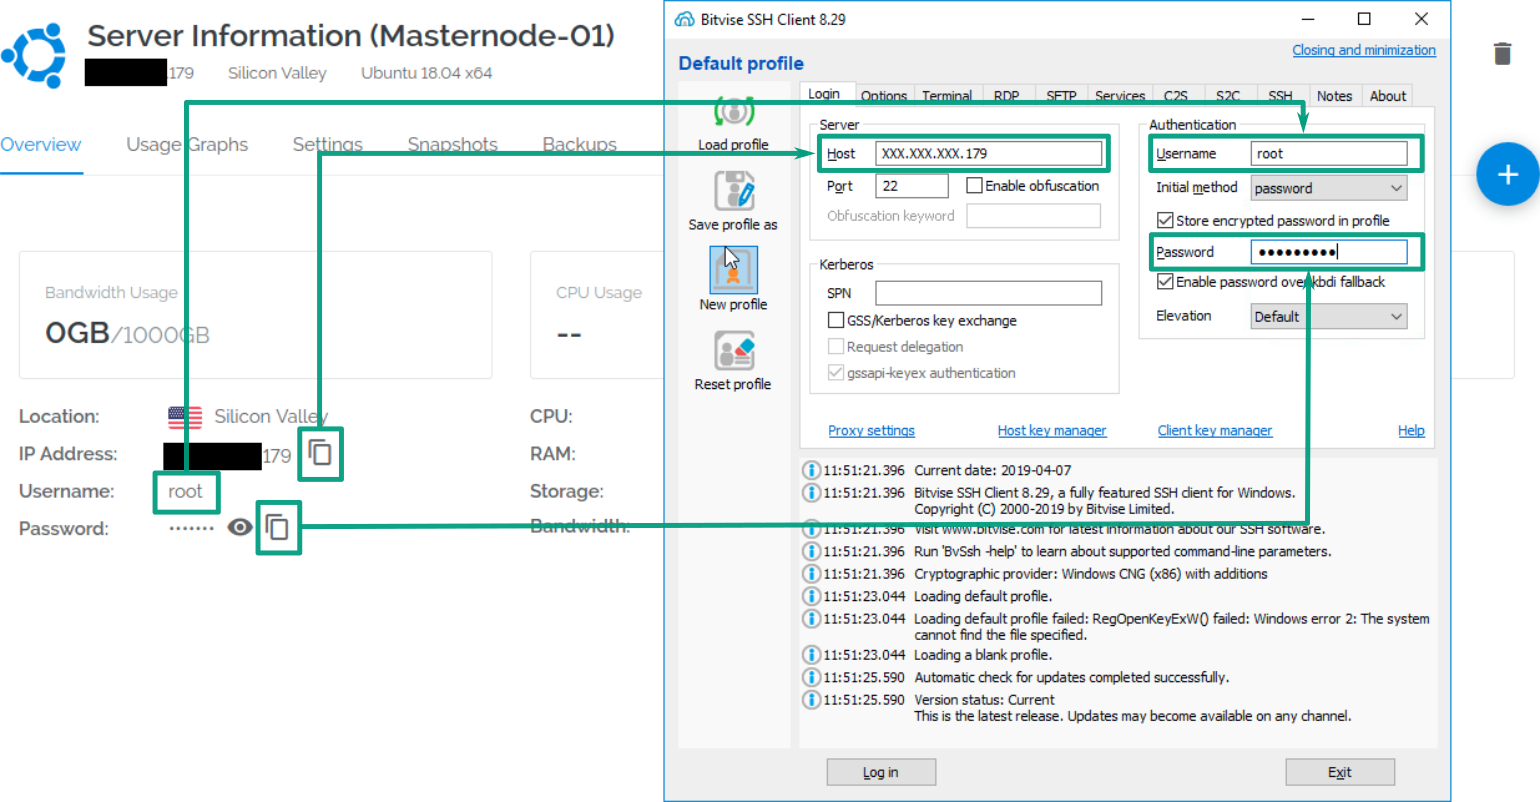 Server Information (Masternode-01)
.179 Silicon Valley Ubuntu 18.04 x64
Overview Usage Graphs Settings Snapshots Backups
Bandwidth Usage
0GB/1000GB
CPU Usage
--
Location: Silicon Valley
IP Address: 179
Username: root
Password: ·······
CPU:
RAM:
Storage:
Bandwidth:
Bitvise SSH Client 8.29
Default profile
Closing and minimization
Load profile
Save profile as
New profile
Reset profile
Login Options Terminal RDP SFTP Services C2S S2C SSH Notes About
Server
Host XXX.XXX.XXX.179
Port 22 Enable obfuscation
Obfuscation keyword
Kerberos
SPN
GSS/Kerberos key exchange
Request delegation
gssapi-keyex authentication
Authentication
Username root
Initial method password
Store encrypted password in profile
Password ●●●●●●●●●
Enable password over kbdi fallback
Elevation Default
Proxy settings Host key manager Client key manager Help
11:51:21.396 Current date: 2019-04-07
11:51:21.396 Bitvise SSH Client 8.29, a fully featured SSH client for Windows.
Copyright (C) 2000-2019 by Bitvise Limited.
11:51:21.396 Visit www.bitvise.com for latest information about our SSH software.
11:51:21.396 Run 'BvSsh -help' to learn about supported command-line parameters.
11:51:21.396 Cryptographic provider: Windows CNG (x86) with additions
11:51:23.044 Loading default profile.
11:51:23.044 Loading default profile failed: RegOpenKeyExW() failed: Windows error 2: The system
cannot find the file specified.
11:51:23.044 Loading a blank profile.
11:51:25.590 Automatic check for updates completed successfully.
11:51:25.590 Version status: Current
This is the latest release. Updates may become available on any channel.
Log in Exit